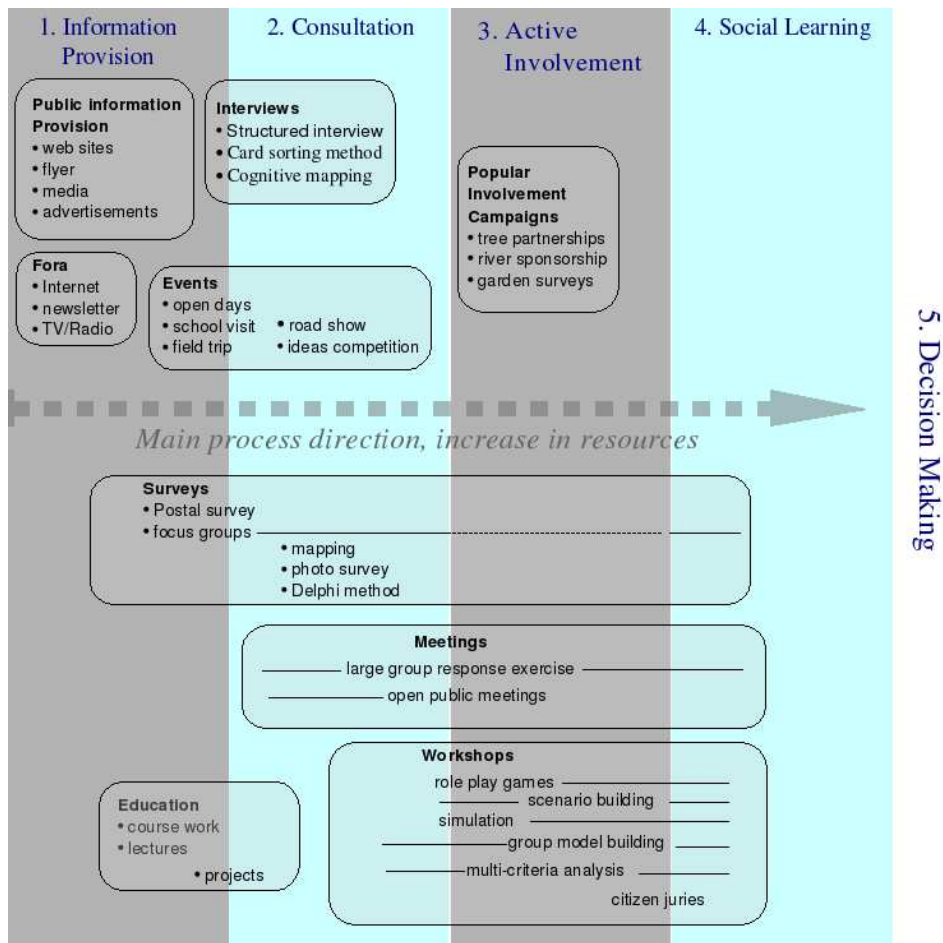 1. Information
Provision
2. Consultation
3. Active
Involvement
4. Social Learning
Public information
Provision
• web sites
• flyer
• media
• advertisements
Interviews
• Structured interview
• Card sorting method
• Cognitive mapping
Popular
Involvement
Campaigns
• tree partnerships
• river sponsorship
• garden surveys
Fora
• Internet
• newsletter
• TV/Radio
Events
• open days
• school visit
• field trip
• road show
• ideas competition
5. Decision Making
Main process direction, increase in resources
Surveys
• Postal survey
• focus groups
• mapping
• photo survey
• Delphi method
Meetings
large group response exercise
open public meetings
Workshops
role play games
scenario building
simulation
group model building
multi-criteria analysis
citizen juries
Education
• course work
• lectures
• projects